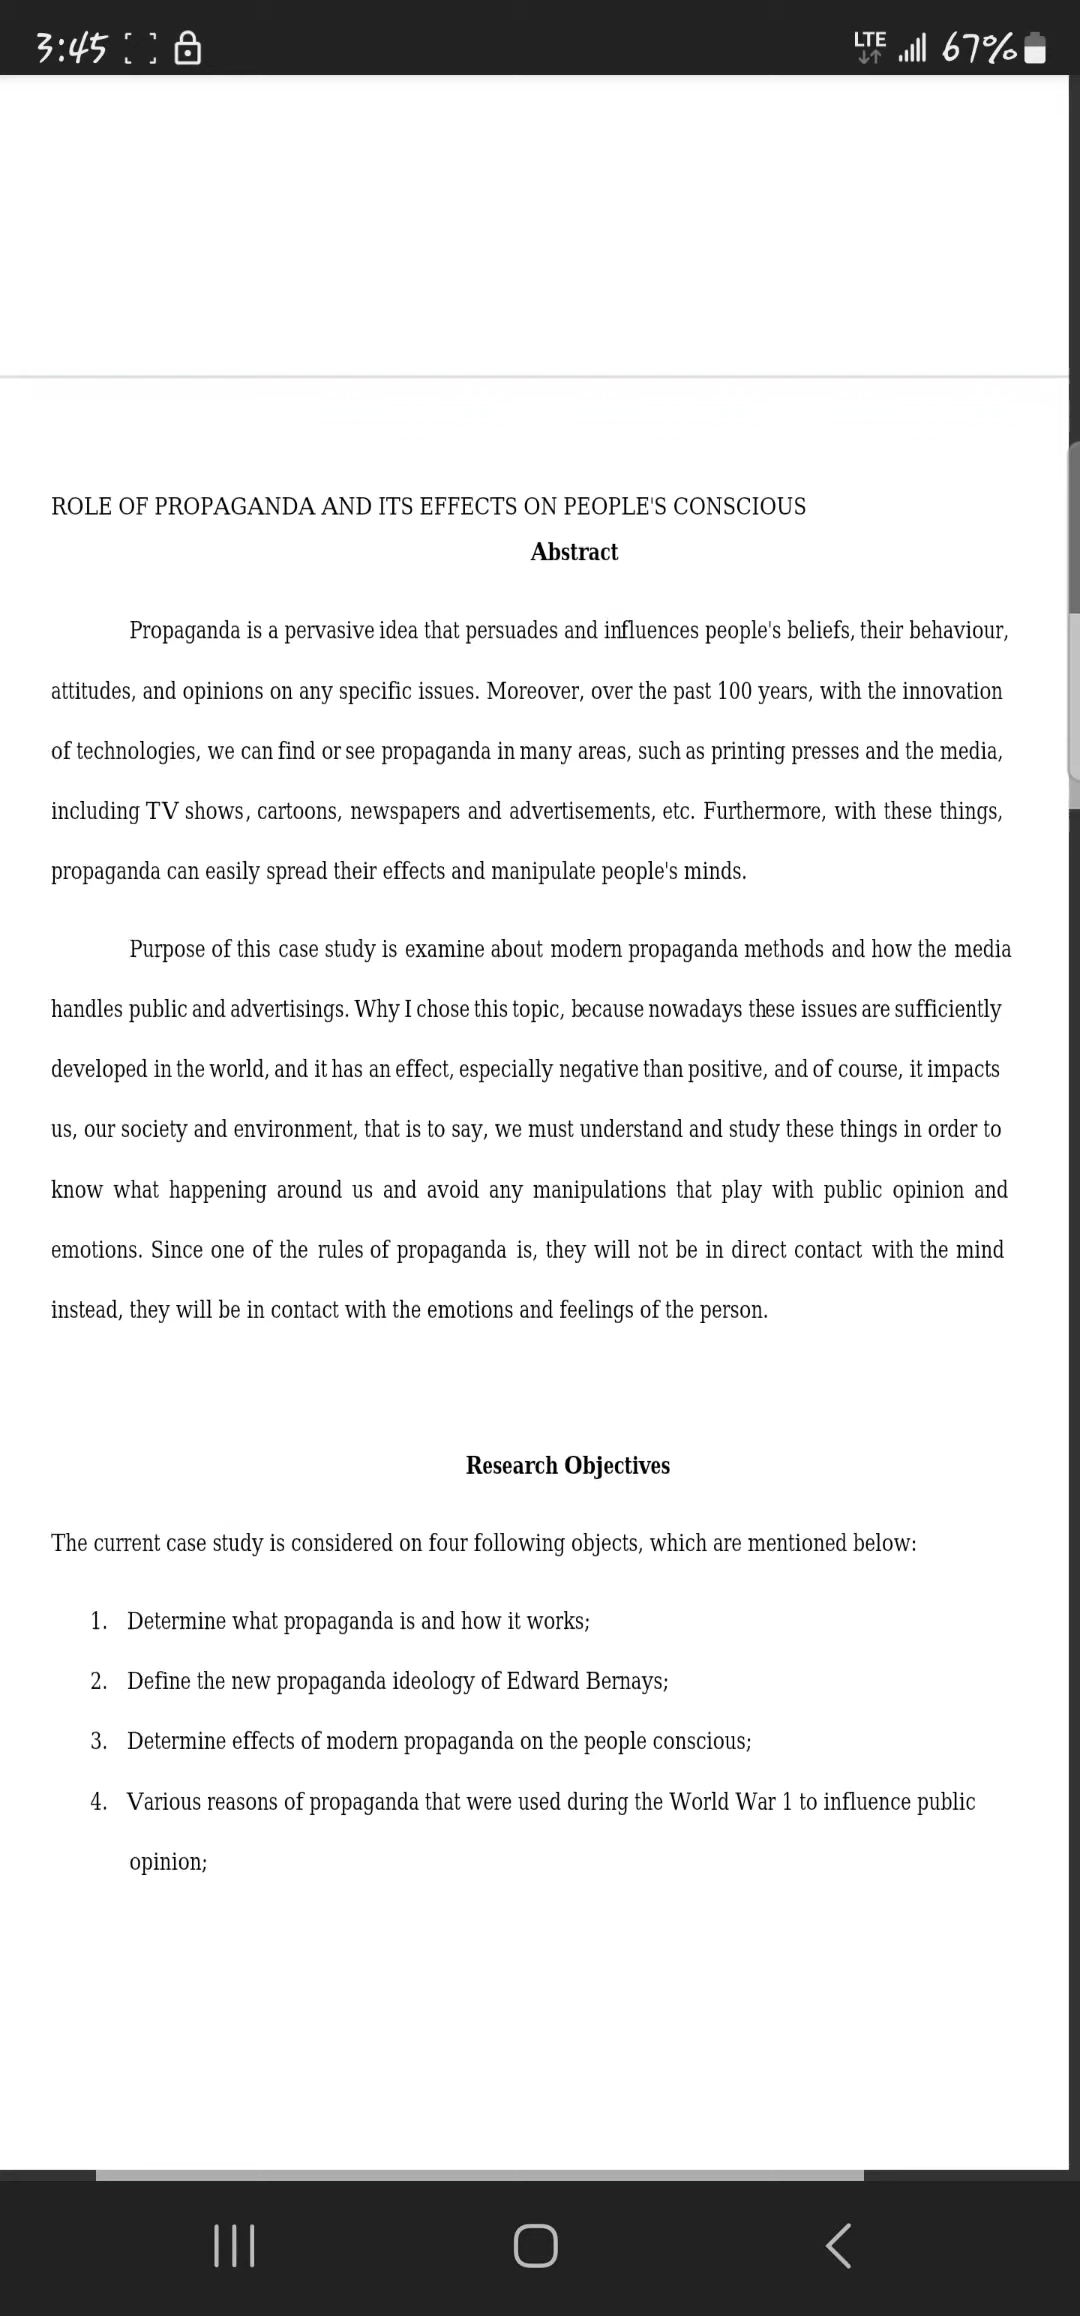 3:45 LTE 67%
ROLE OF PROPAGANDA AND ITS EFFECTS ON PEOPLE'S CONSCIOUS
Abstract
Propaganda is a pervasive idea that persuades and influences people's beliefs, their behaviour,
attitudes, and opinions on any specific issues. Moreover, over the past 100 years, with the innovation
of technologies, we can find or see propaganda in many areas, such as printing presses and the media,
including TV shows, cartoons, newspapers and advertisements, etc. Furthermore, with these things,
propaganda can easily spread their effects and manipulate people's minds.
Purpose of this case study is examine about modern propaganda methods and how the media
handles public and advertisings. Why I chose this topic, because nowadays these issues are sufficiently
developed in the world, and it has an effect, especially negative than positive, and of course, it impacts
us, our society and environment, that is to say, we must understand and study these things in order to
know what happening around us and avoid any manipulations that play with public opinion and
emotions. Since one of the rules of propaganda is, they will not be in direct contact with the mind
instead, they will be in contact with the emotions and feelings of the person.
Research Objectives
The current case study is considered on four following objects, which are mentioned below:
1. Determine what propaganda is and how it works;
2. Define the new propaganda ideology of Edward Bernays;
3. Determine effects of modern propaganda on the people conscious;
4. Various reasons of propaganda that were used during the World War 1 to influence public
opinion;